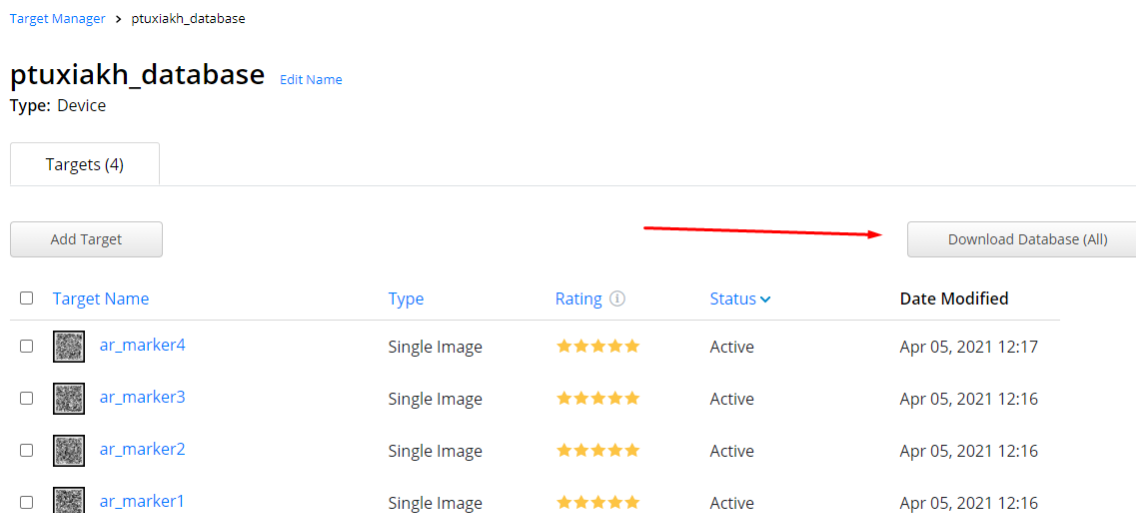 Target Manager > ptuxiakh_database
ptuxiakh_database Edit Name
Type: Device
Targets (4)
Add Target Download Database (All)
Target Name Type Rating Status Date Modified
ar_marker4 Single Image Active Apr 05, 2021 12:17
ar_marker3 Single Image Active Apr 05, 2021 12:16
ar_marker2 Single Image Active Apr 05, 2021 12:16
ar_marker1 Single Image Active Apr 05, 2021 12:16